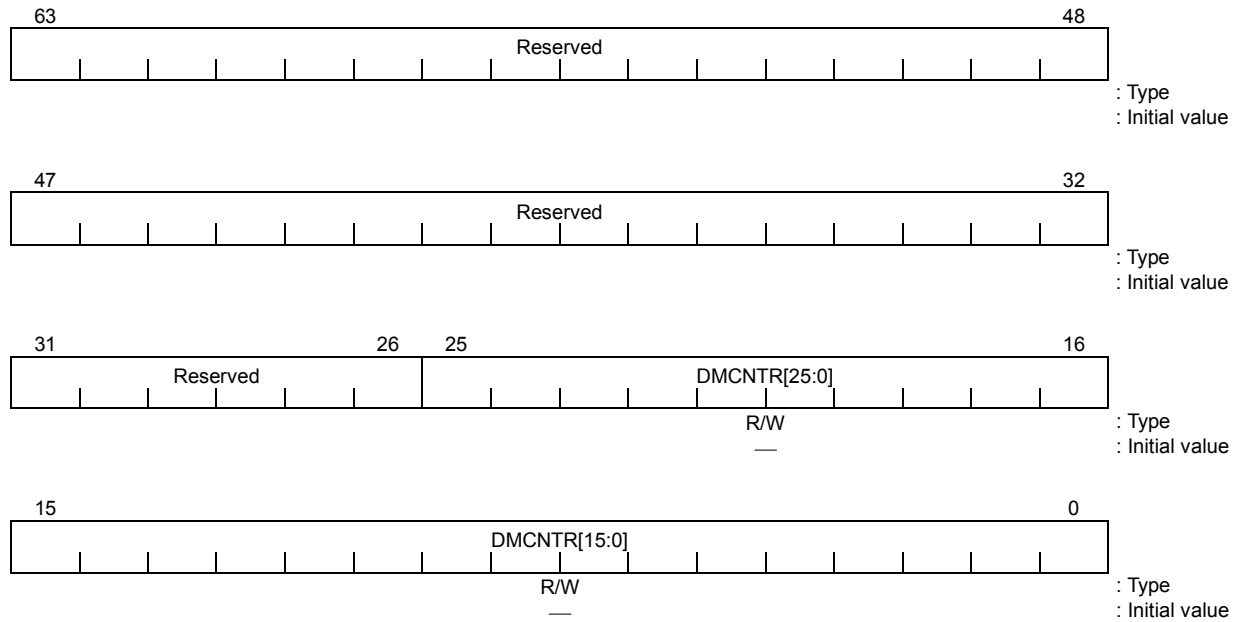 63 48
Reserved
: Type
: Initial value
47 32
Reserved
: Type
: Initial value
31 26 25 16
Reserved DMCNTR[25:0]
R/W : Type
— : Initial value
15 0
DMCNTR[15:0]
R/W : Type
— : Initial value